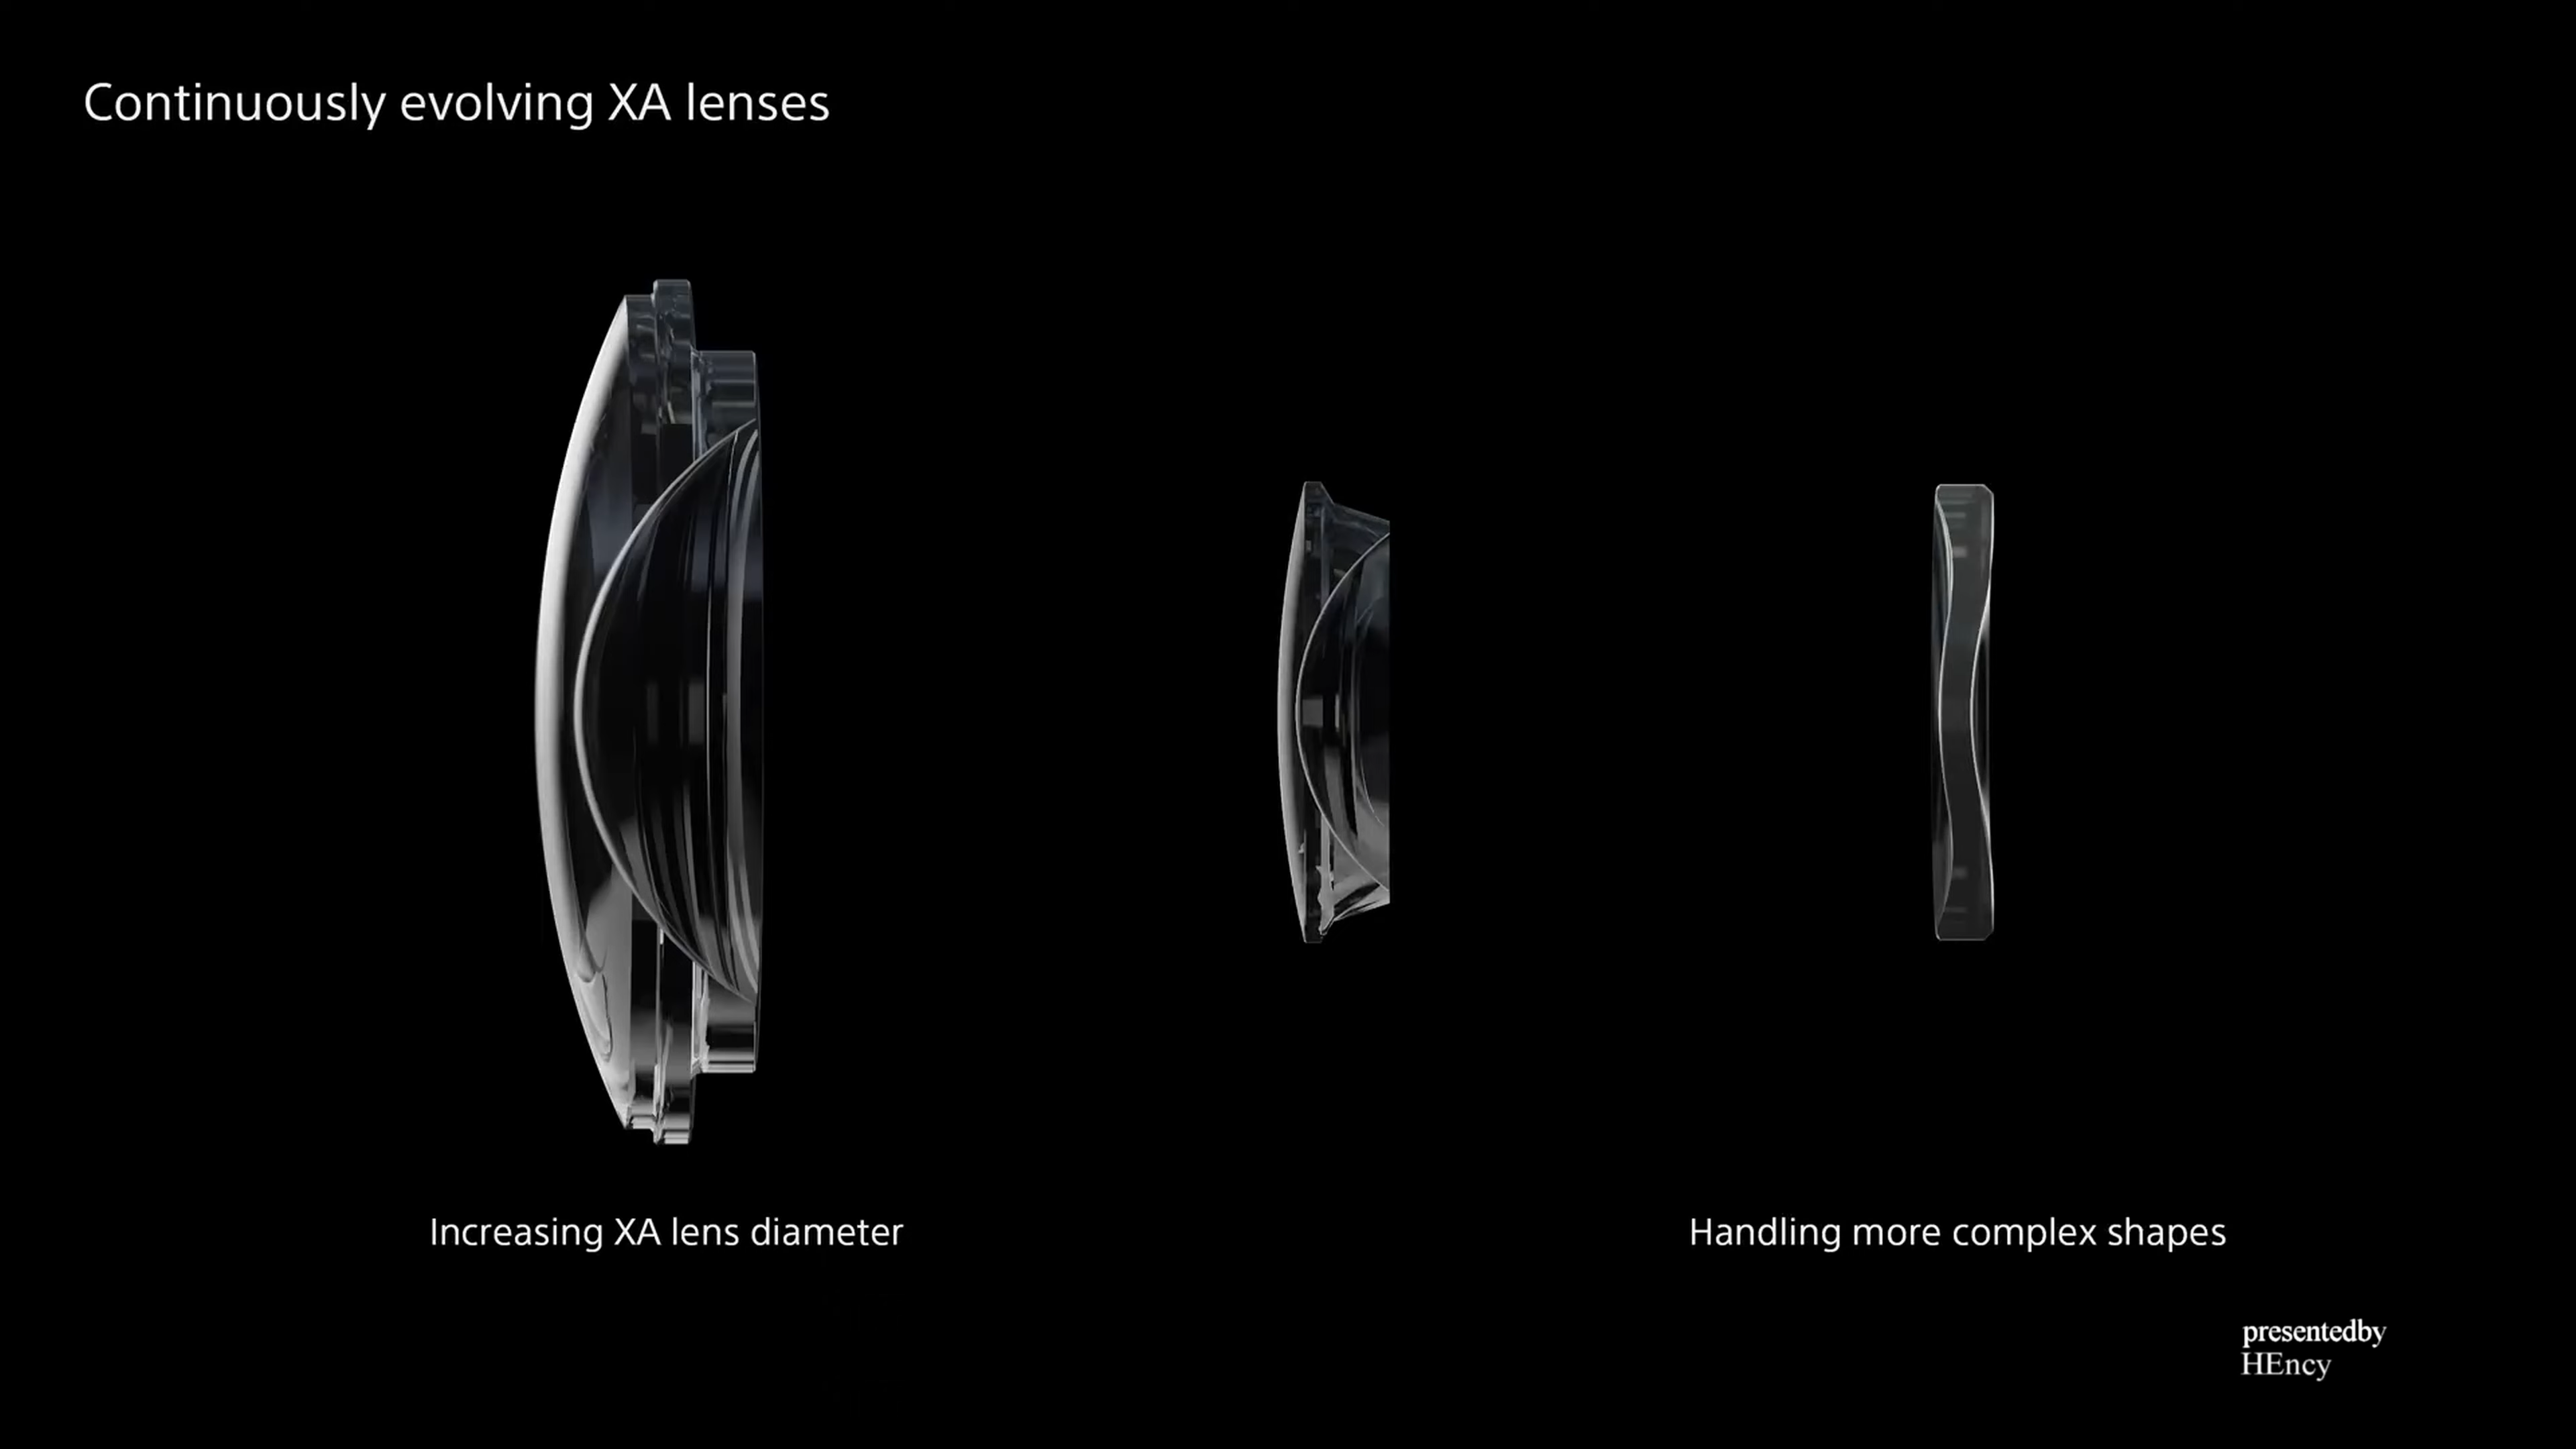 Continuously evolving XA lenses
Increasing XA lens diameter
Handling more complex shapes
presentedby
HEncy